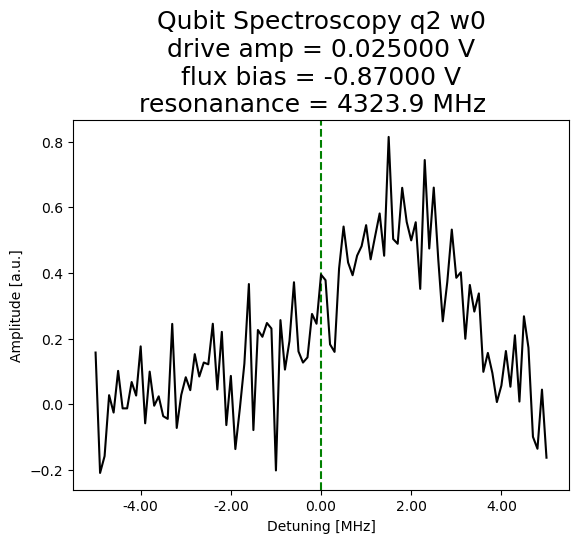 Qubit Spectroscopy q2 w0
drive amp = 0.025000 V
flux bias = -0.87000 V
resonanance = 4323.9 MHz
0.8
0.6
0.4
0.2
0.0
−0.2
Amplitude [a.u.]
-4.00 -2.00 0.00 2.00 4.00
Detuning [MHz]